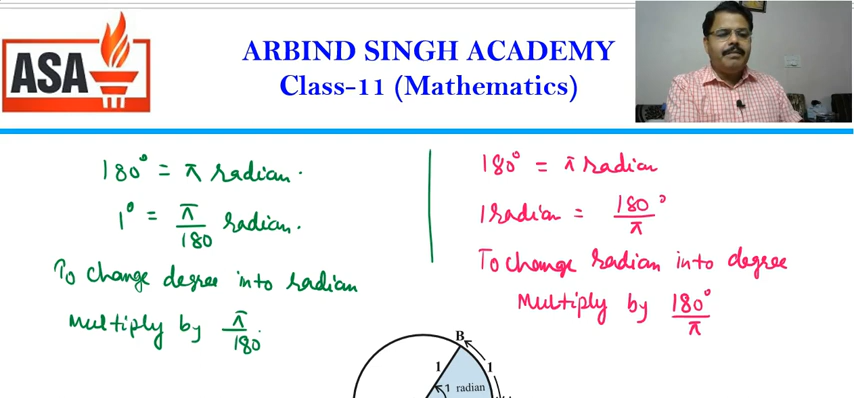 ASA
ARBIND SINGH ACADEMY
Class-11 (Mathematics)
180° = π radian.
1° = π/180 radian.
To change degree into radian
Multiply by π/180.
180° = π radian
1 radian = 180°/π
To change radian into degree
Multiply by 180°/π
B
1
1
1 radian